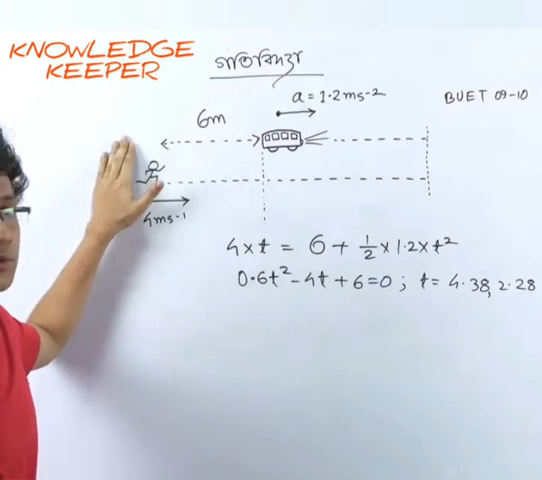 KNOWLEDGE
KEEPER
গতিবিদ্যা
a = 1.2ms-2
BUET 09-10
6m
4ms-1
4×t = 6 + 1/2 × 1.2 × t²
0.6t² - 4t + 6 = 0 ; t = 4.38, 2.28